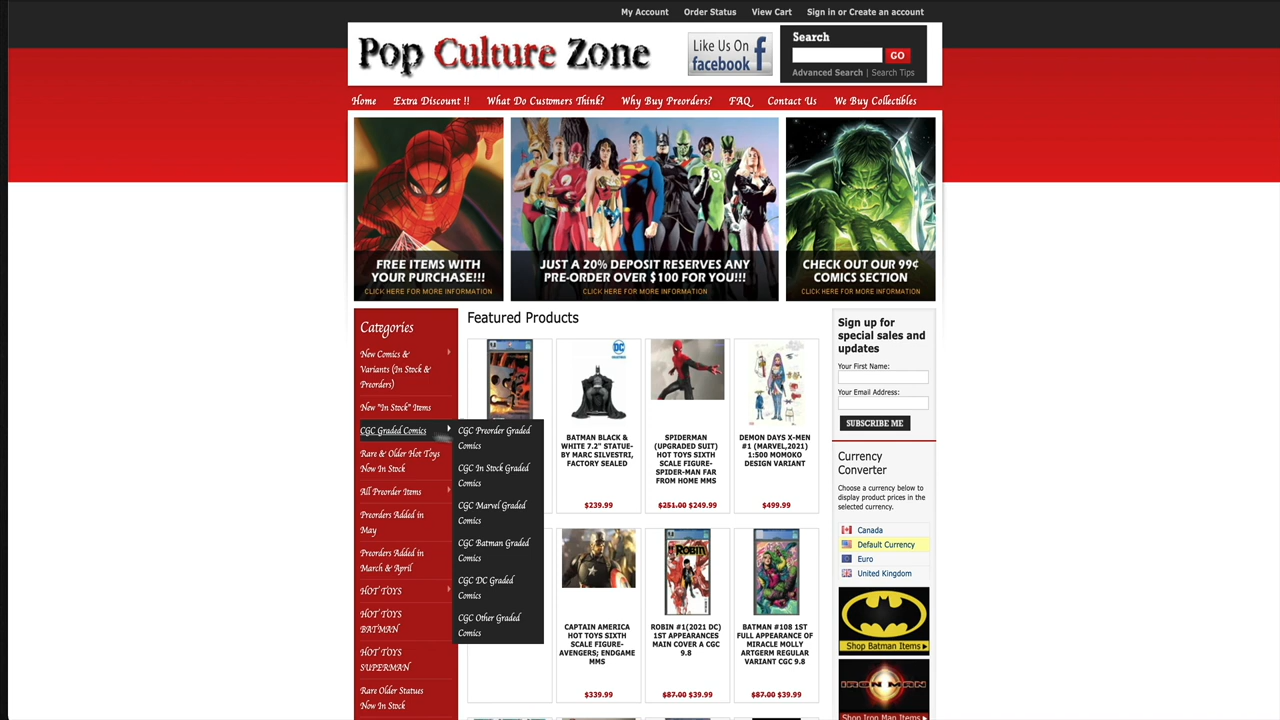 My Account
Order Status
View Cart
Sign in or Create an account
Pop Culture Zone
Like Us On
facebook
Search
GO
Advanced Search | Search Tips
Home
Extra Discount !!
What Do Customers Think?
Why Buy Preorders?
FAQ
Contact Us
We Buy Collectibles
FREE ITEMS WITH
YOUR PURCHASE!!!
CLICK HERE FOR MORE INFORMATION
JUST A 20% DEPOSIT RESERVES ANY
PRE-ORDER OVER $100 FOR YOU!!!
CLICK HERE FOR MORE INFORMATION
CHECK OUT OUR 99¢
COMICS SECTION
CLICK HERE FOR MORE INFORMATION
Categories
New Comics &
Variants (In Stock &
Preorders)
New "In Stock" Items
CGC Graded Comics
Rare & Older Hot Toys
Now In Stock
All Preorder Items
Preorders Added in
May
Preorders Added in
March & April
HOT TOYS
HOT TOYS
BATMAN
HOT TOYS
SUPERMAN
Rare Older Statues
Now In Stock
CGC Preorder Graded
Comics
CGC In Stock Graded
Comics
CGC Marvel Graded
Comics
CGC Batman Graded
Comics
CGC DC Graded
Comics
CGC Other Graded
Comics
Featured Products
DC
BATMAN BLACK &
WHITE 7.2" STATUE-
BY MARC SILVESTRI,
FACTORY SEALED
$239.99
SPIDERMAN
(UPGRADED SUIT)
HOT TOYS SIXTH
SCALE FIGURE-
SPIDER-MAN FAR
FROM HOME MMS
$251.00 $249.99
DEMON DAYS X-MEN
#1 (MARVEL,2021)
1:500 MOMOKO
DESIGN VARIANT
$499.99
CAPTAIN AMERICA
HOT TOYS SIXTH
SCALE FIGURE-
AVENGERS; ENDGAME
MMS
$339.99
ROBIN
ROBIN #1(2021 DC)
1ST APPEARANCES
MAIN COVER A CGC
9.8
$87.00 $39.99
BATMAN #108 1ST
FULL APPEARANCE OF
MIRACLE MOLLY
ARTGERM REGULAR
VARIANT CGC 9.8
$87.00 $39.99
Sign up for
special sales and
updates
Your First Name:
Your Email Address:
SUBSCRIBE ME
Currency
Converter
Choose a currency below to
display product prices in the
selected currency.
Canada
Default Currency
Euro
United Kingdom
Shop Batman Items
IRON MAN
Shop Iron Man Items